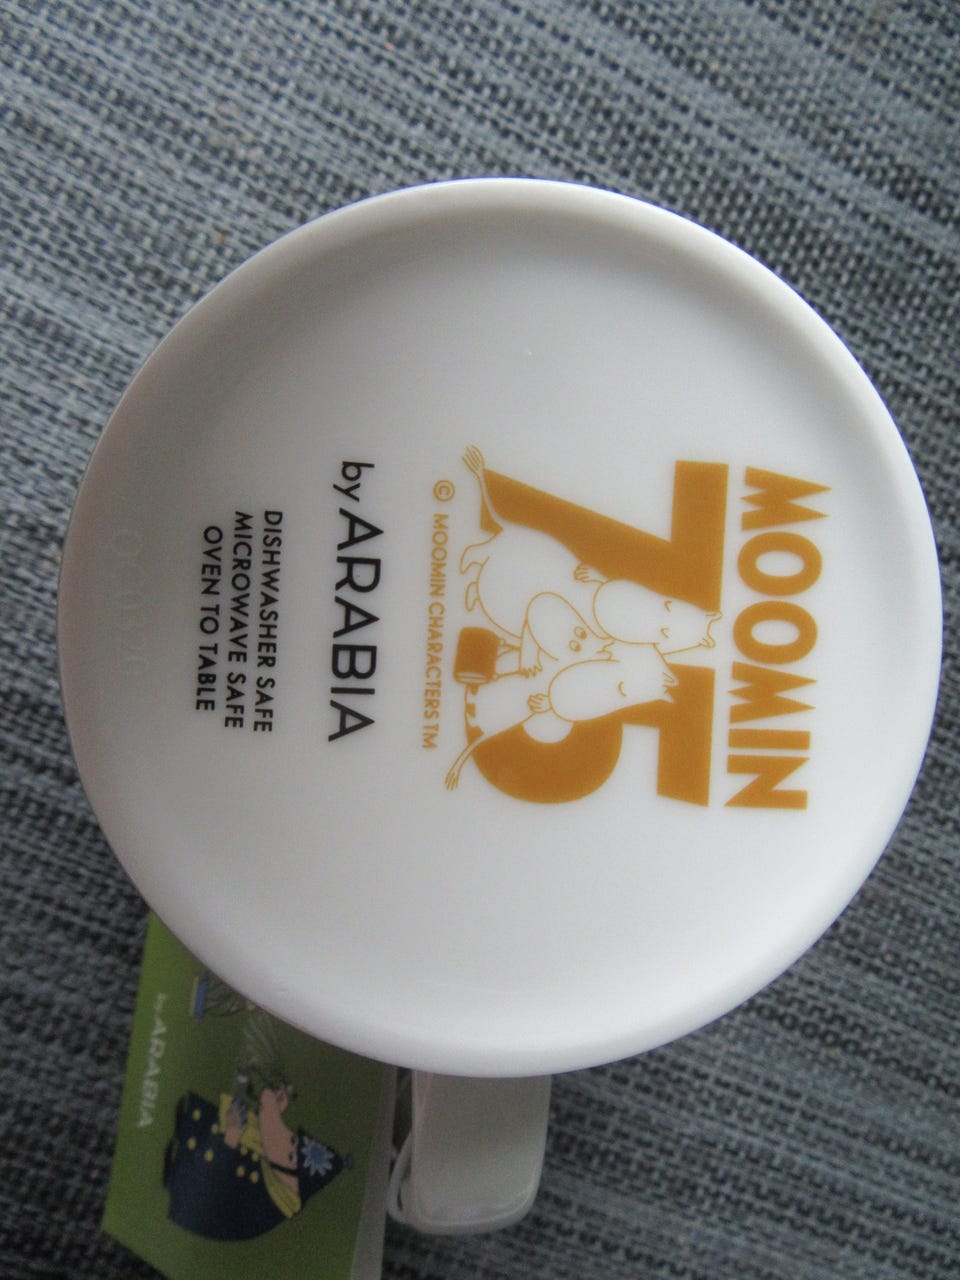 MOOMIN
75
© MOOMIN CHARACTERS TM
by ARABIA
DISHWASHER SAFE
MICROWAVE SAFE
OVEN TO TABLE
by ARABIA